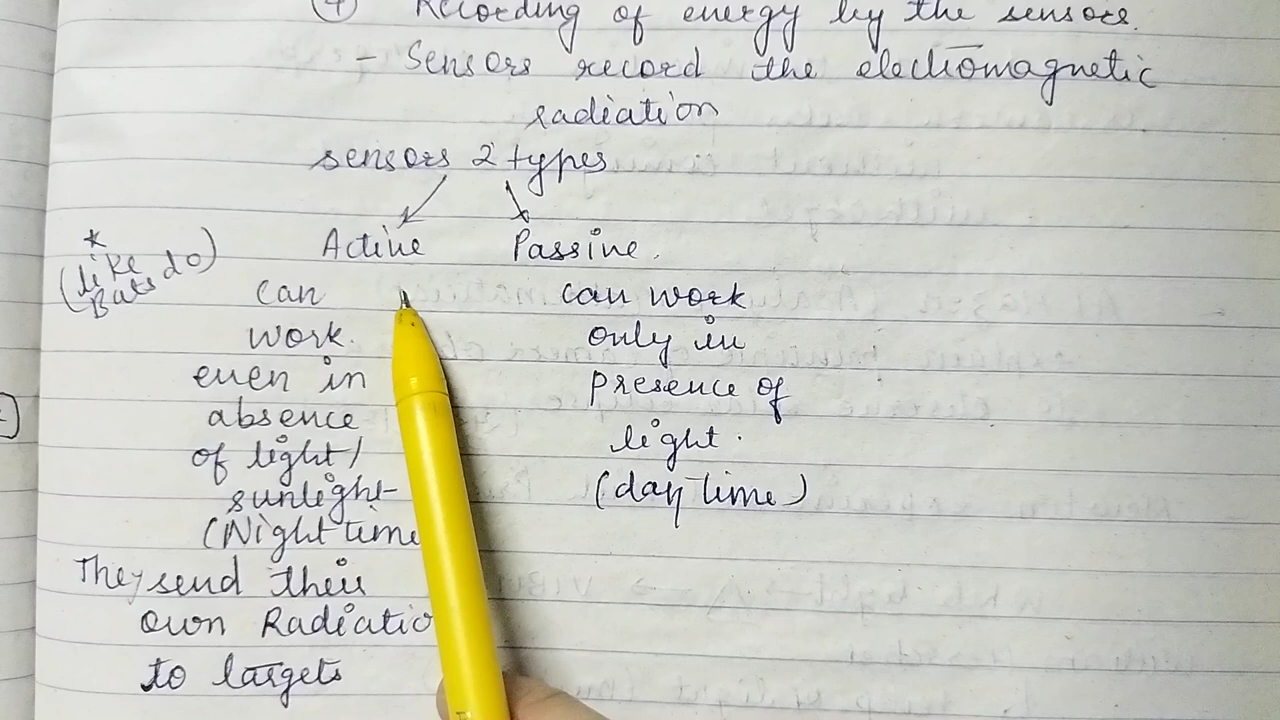 4 Recording of energy by the sensors.
- Sensors record the electromagnetic
radiation
sensors 2 types
Active Passive.
* (like Bats do)
can
work.
even in
absence
of light/
sunlight
(Night time
They send their
own Radiatio
to targets
can work
only in
presence of
light.
(day time)